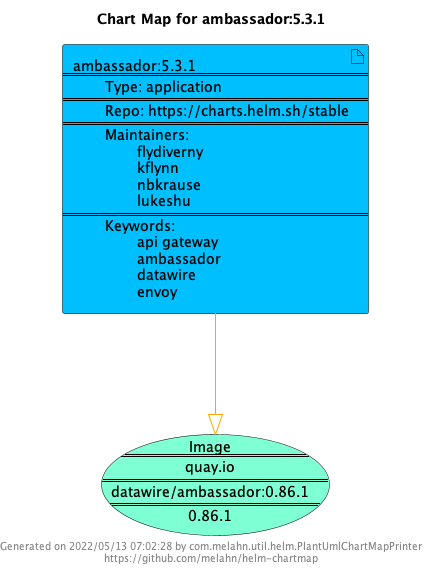 Chart Map for ambassador:5.3.1
ambassador:5.3.1
Type: application
Repo: https://charts.helm.sh/stable
Maintainers:
flydiverny
kflynn
nbkrause
lukeshu
Keywords:
api gateway
ambassador
datawire
envoy
Image
quay.io
datawire/ambassador:0.86.1
0.86.1
Generated on 2022/05/13 07:02:28 by com.melahn.util.helm.PlantUmlChartMapPrinter
https://github.com/melahn/helm-chartmap